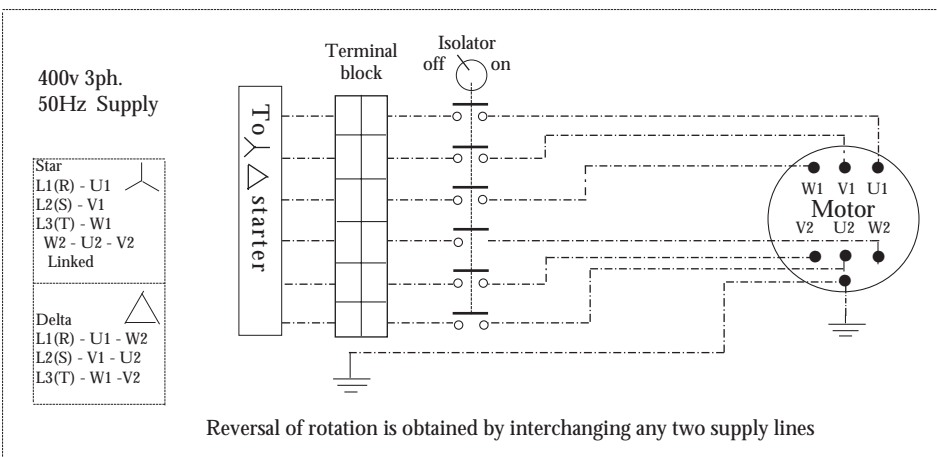 400v 3ph.
50Hz Supply
Star
L1(R) - U1
L2(S) - V1
L3(T) - W1
W2 - U2 - V2
Linked
Delta
L1(R) - U1 - W2
L2(S) - V1 - U2
L3(T) - W1 -V2
To starter
Terminal
block
Isolator
off on
W1 V1 U1
Motor
V2 U2 W2
Reversal of rotation is obtained by interchanging any two supply lines